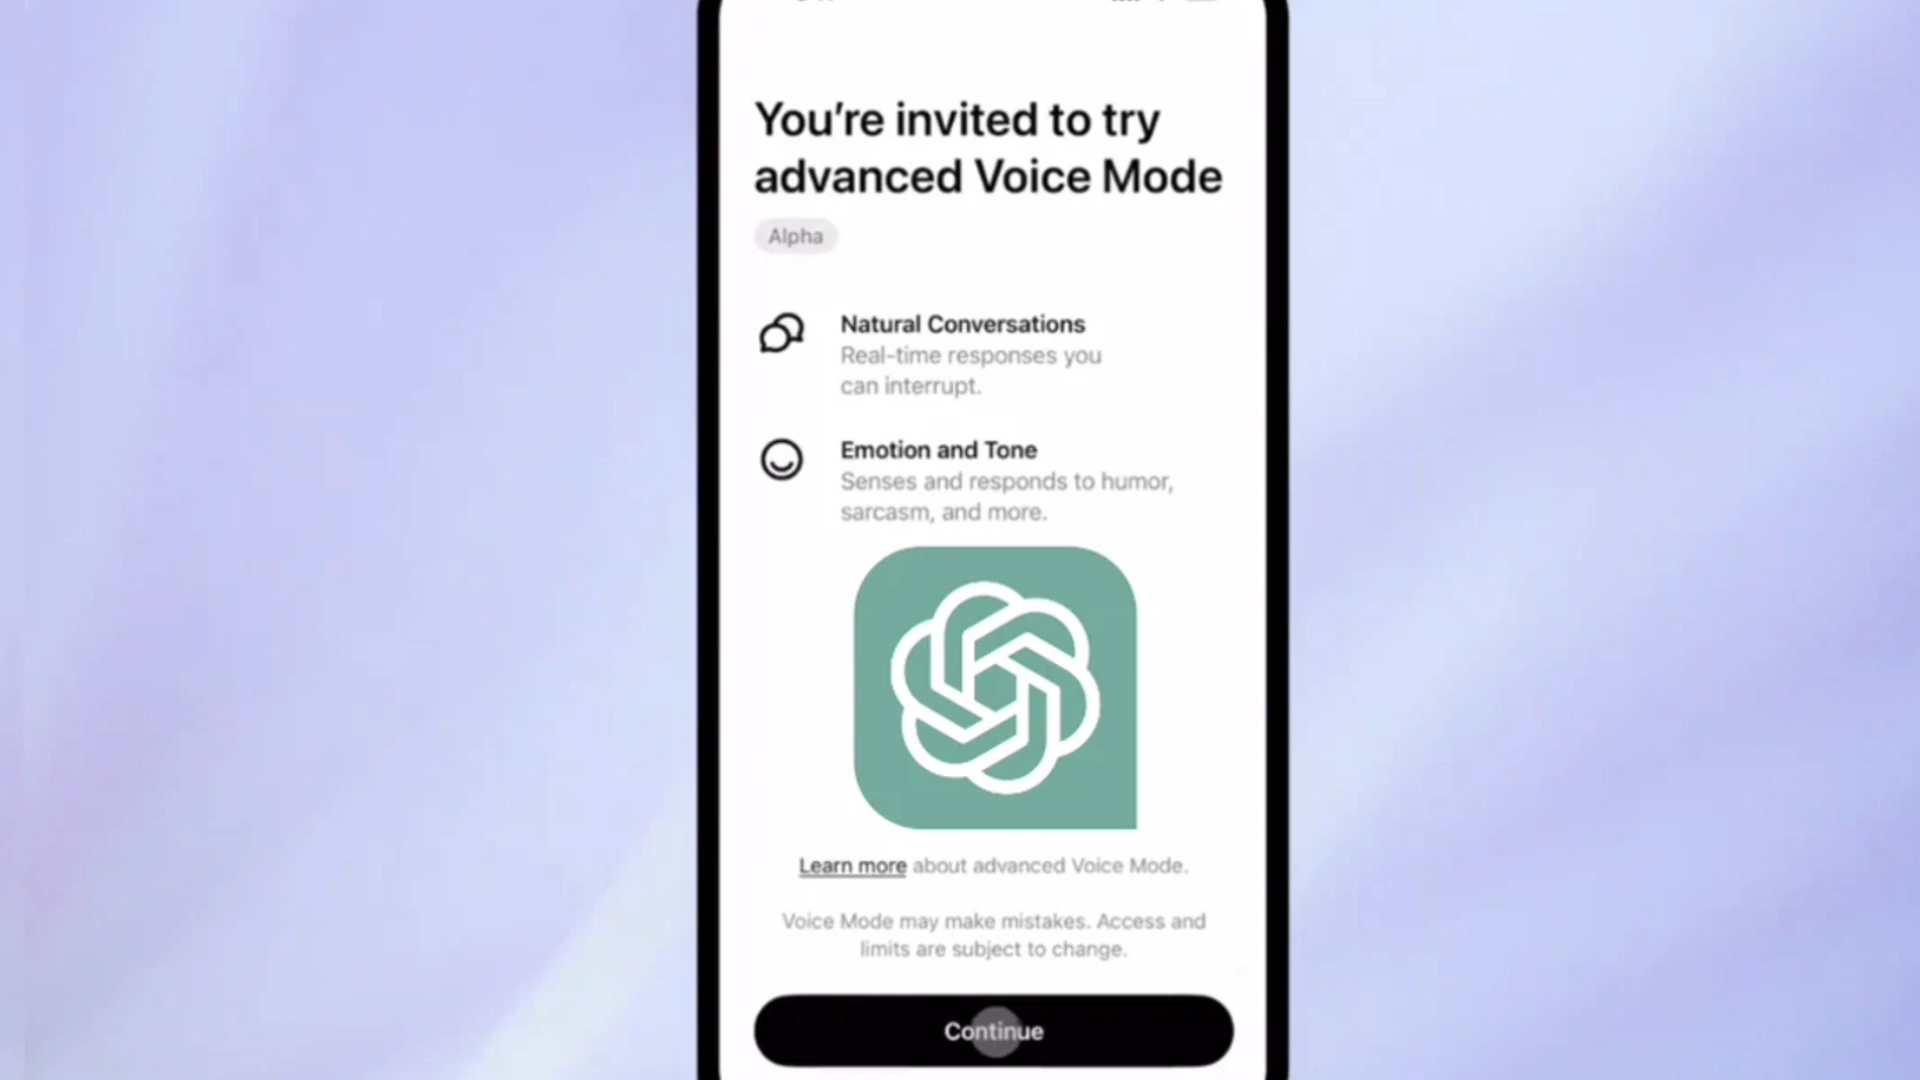 You're invited to try
advanced Voice Mode
Alpha
Natural Conversations
Real-time responses you
can interrupt.
Emotion and Tone
Senses and responds to humor,
sarcasm, and more.
Learn more about advanced Voice Mode.
Voice Mode may make mistakes. Access and
limits are subject to change.
Continue